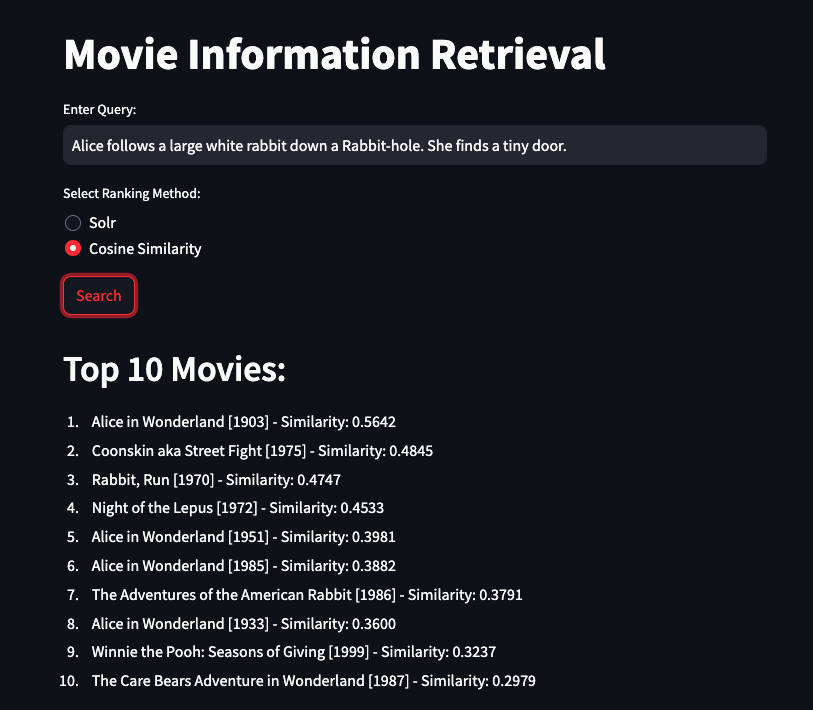 Movie Information Retrieval
Enter Query:
Alice follows a large white rabbit down a Rabbit-hole. She finds a tiny door.
Select Ranking Method:
Solr
Cosine Similarity
Search
Top 10 Movies:
1. Alice in Wonderland [1903] - Similarity: 0.5642
2. Coonskin aka Street Fight [1975] - Similarity: 0.4845
3. Rabbit, Run [1970] - Similarity: 0.4747
4. Night of the Lepus [1972] - Similarity: 0.4533
5. Alice in Wonderland [1951] - Similarity: 0.3981
6. Alice in Wonderland [1985] - Similarity: 0.3882
7. The Adventures of the American Rabbit [1986] - Similarity: 0.3791
8. Alice in Wonderland [1933] - Similarity: 0.3600
9. Winnie the Pooh: Seasons of Giving [1999] - Similarity: 0.3237
10. The Care Bears Adventure in Wonderland [1987] - Similarity: 0.2979